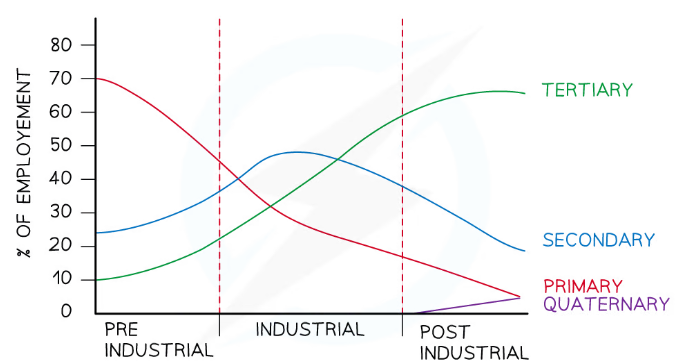 % OF EMPLOYEMENT
80
70
60
50
40
30
20
10
0
TERTIARY
SECONDARY
PRIMARY
QUATERNARY
PRE
INDUSTRIAL
INDUSTRIAL
POST
INDUSTRIAL